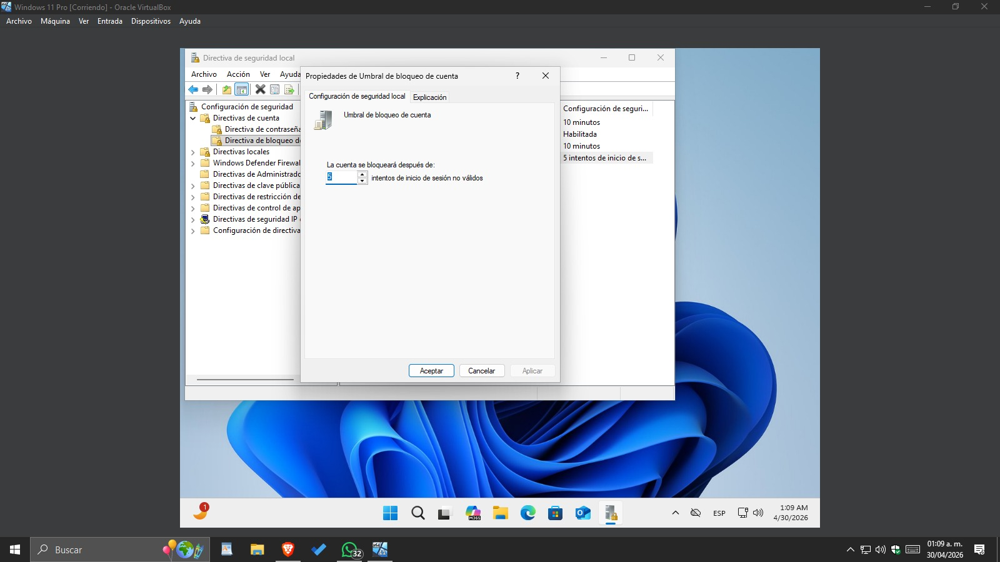 Windows 11 Pro [Corriendo] - Oracle VirtualBox
Archivo Máquina Ver Entrada Dispositivos Ayuda
Directiva de seguridad local
Archivo Acción Ver Ayuda
Propiedades de Umbral de bloqueo de cuenta
?
Configuración de seguridad local
Explicación
Umbral de bloqueo de cuenta
La cuenta se bloqueará después de:
5 intentos de inicio de sesión no válidos
Aceptar Cancelar Aplicar
Configuración de seguridad
Directivas de cuenta
Directiva de contraseña
Directiva de bloqueo de
Directivas locales
Windows Defender Firewal
Directivas de Administrado
Directivas de clave pública
Directivas de restricción de
Directivas de control de ap
Directivas de seguridad IP
Configuración de directiva
Configuración de seguri...
10 minutos
Habilitada
10 minutos
5 intentos de inicio de s...
1
M365
ESP
1:09 AM
4/30/2026
Buscar
32
x64
11
01:09 a. m.
30/04/2026